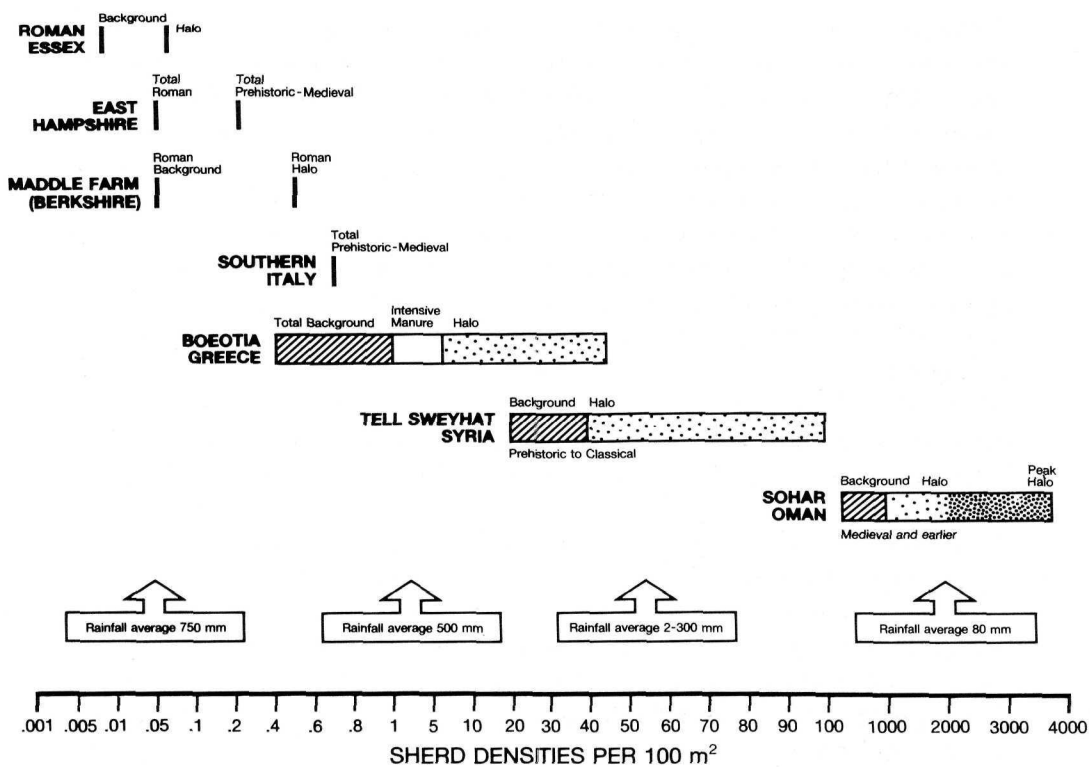 Background
Halo
ROMAN
ESSEX
Total
Roman
Total
Prehistoric-Medieval
EAST
HAMPSHIRE
Roman
Background
Roman
Halo
MADDLE FARM
(BERKSHIRE)
Total
Prehistoric-Medieval
SOUTHERN
ITALY
Total Background
Intensive
Manure
Halo
BOEOTIA
GREECE
Background
Halo
TELL SWEYHAT
SYRIA
Prehistoric to Classical
Background
Halo
Peak
Halo
SOHAR
OMAN
Medieval and earlier
Rainfall average 750 mm
Rainfall average 500 mm
Rainfall average 2-300 mm
Rainfall average 80 mm
.001 .005 .01 .05 .1 .2 .4 .6 .8 1 5 10 20 30 40 60 70 80 90 100 1000 2000 3000 4000
SHERD DENSITIES PER 100 m²